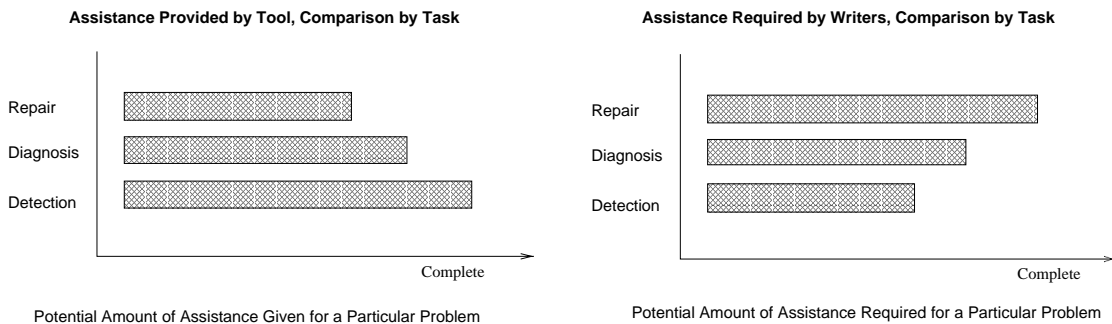 Assistance Provided by Tool, Comparison by Task
Repair
Diagnosis
Detection
Complete
Potential Amount of Assistance Given for a Particular Problem
Assistance Required by Writers, Comparison by Task
Repair
Diagnosis
Detection
Complete
Potential Amount of Assistance Required for a Particular Problem